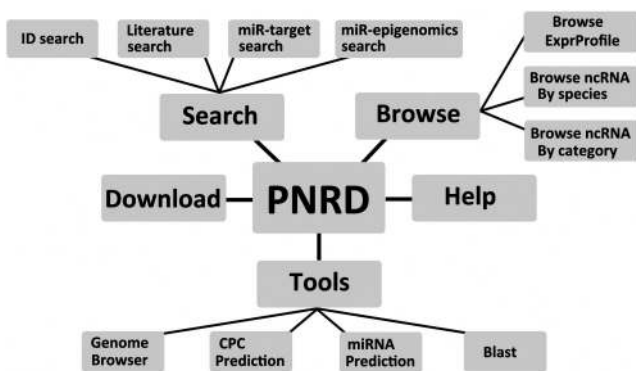 ID search
Literature
search
miR-target
search
miR-epigenomics
search
Browse
ExprProfile
Browse ncRNA
By species
Browse ncRNA
By category
Search
Browse
Download
PNRD
Help
Tools
Genome
Browser
CPC
Prediction
miRNA
Prediction
Blast